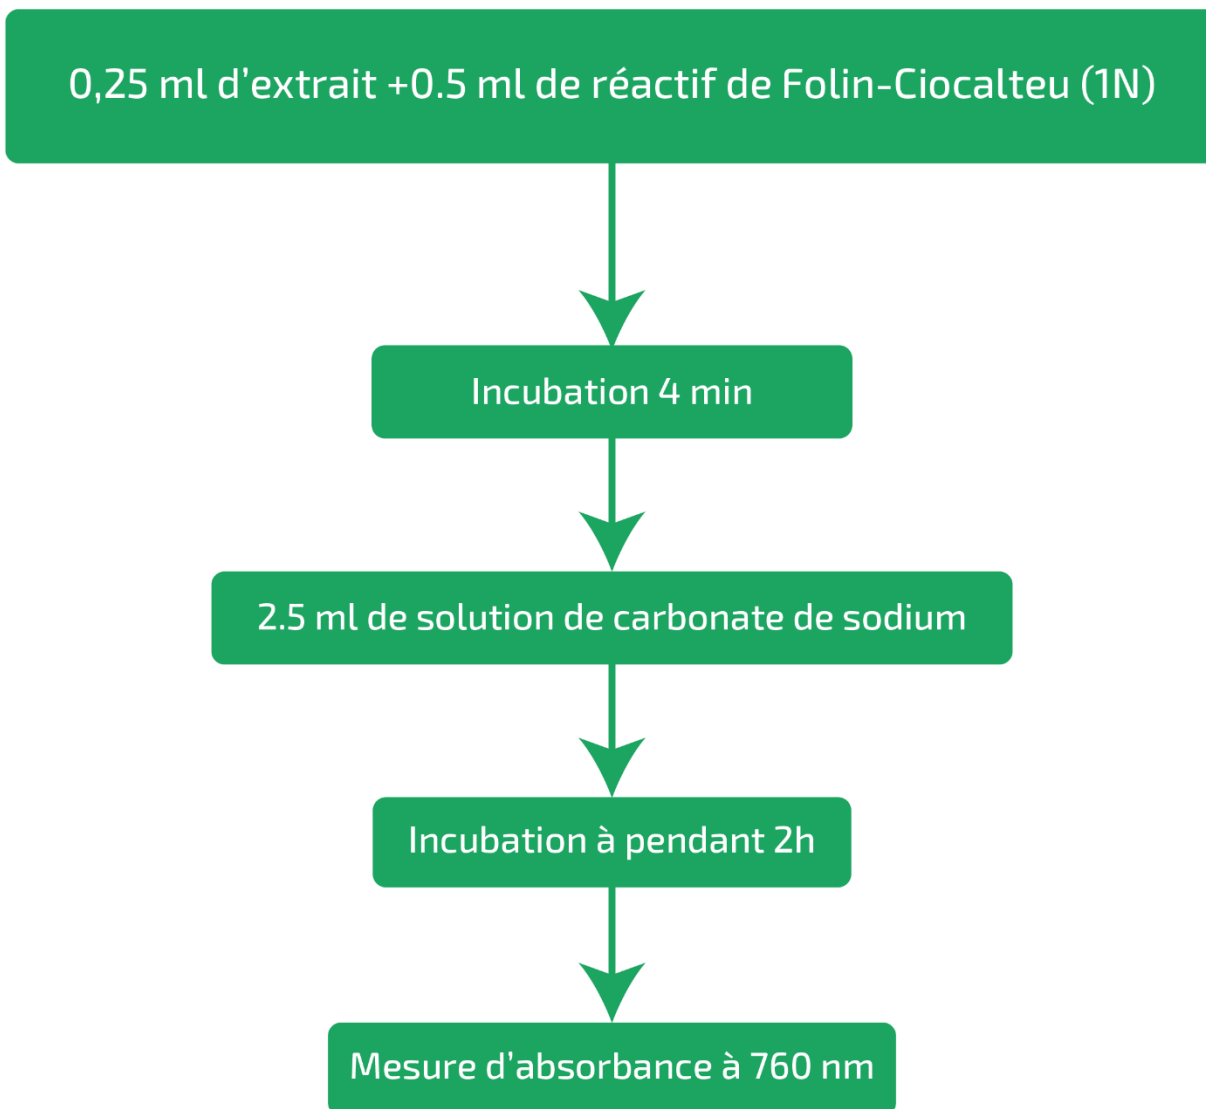 0,25 ml d’extrait +0.5 ml de réactif de Folin-Ciocalteu (1N)
Incubation 4 min
2.5 ml de solution de carbonate de sodium
Incubation à pendant 2h
Mesure d’absorbance à 760 nm